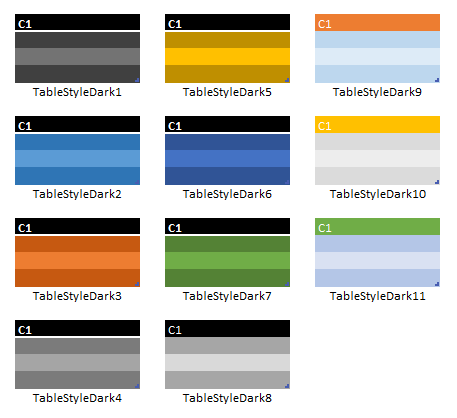 C1 C1 C1
TableStyleDark1 TableStyleDark5 TableStyleDark9
C1 C1 C1
TableStyleDark2 TableStyleDark6 TableStyleDark10
C1 C1 C1
TableStyleDark3 TableStyleDark7 TableStyleDark11
C1 C1
TableStyleDark4 TableStyleDark8